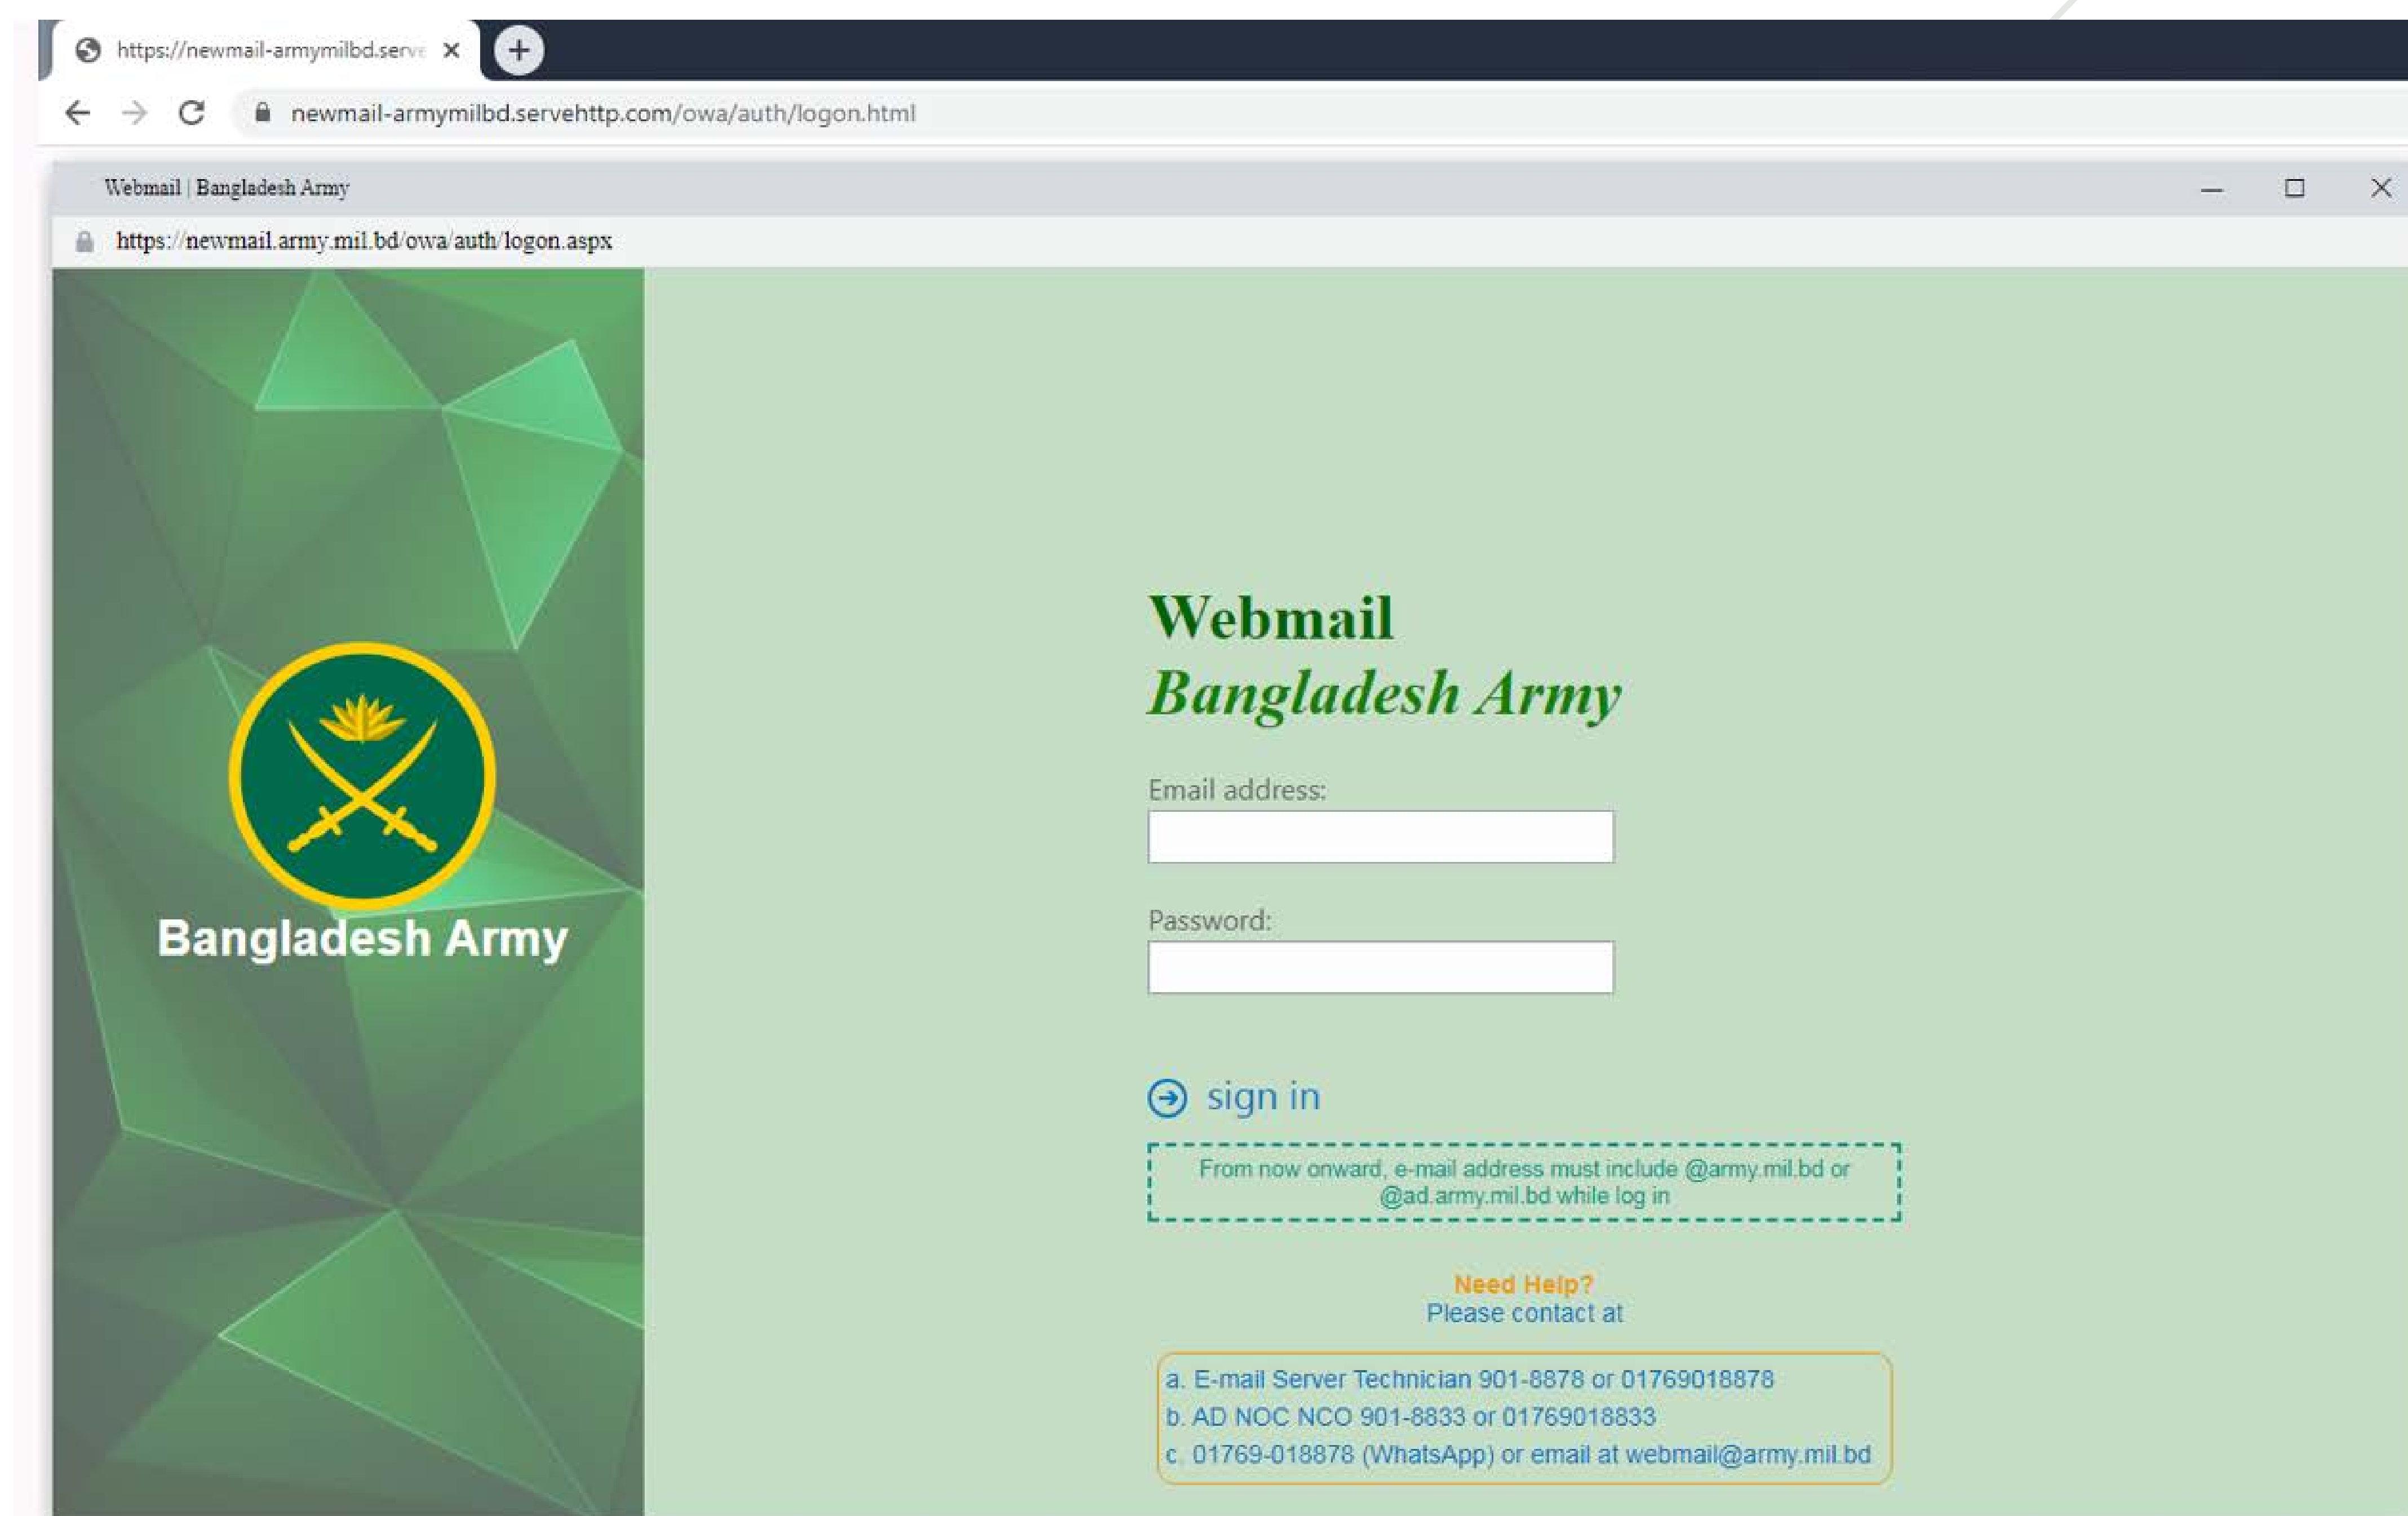 https://newmail-armymilbd.serve
newmail-armymilbd.servehttp.com/owa/auth/logon.html
Webmail | Bangladesh Army
https://newmail.army.mil.bd/owa/auth/logon.aspx
Bangladesh Army
Webmail
Bangladesh Army
Email address:
Password:
sign in
From now onward, e-mail address must include @army.mil.bd or
@ad.army.mil.bd while log in
Need Help?
Please contact at
a. E-mail Server Technician 901-8878 or 01769018878
b. AD NOC NCO 901-8833 or 01769018833
c. 01769-018878 (WhatsApp) or email at webmail@army.mil.bd